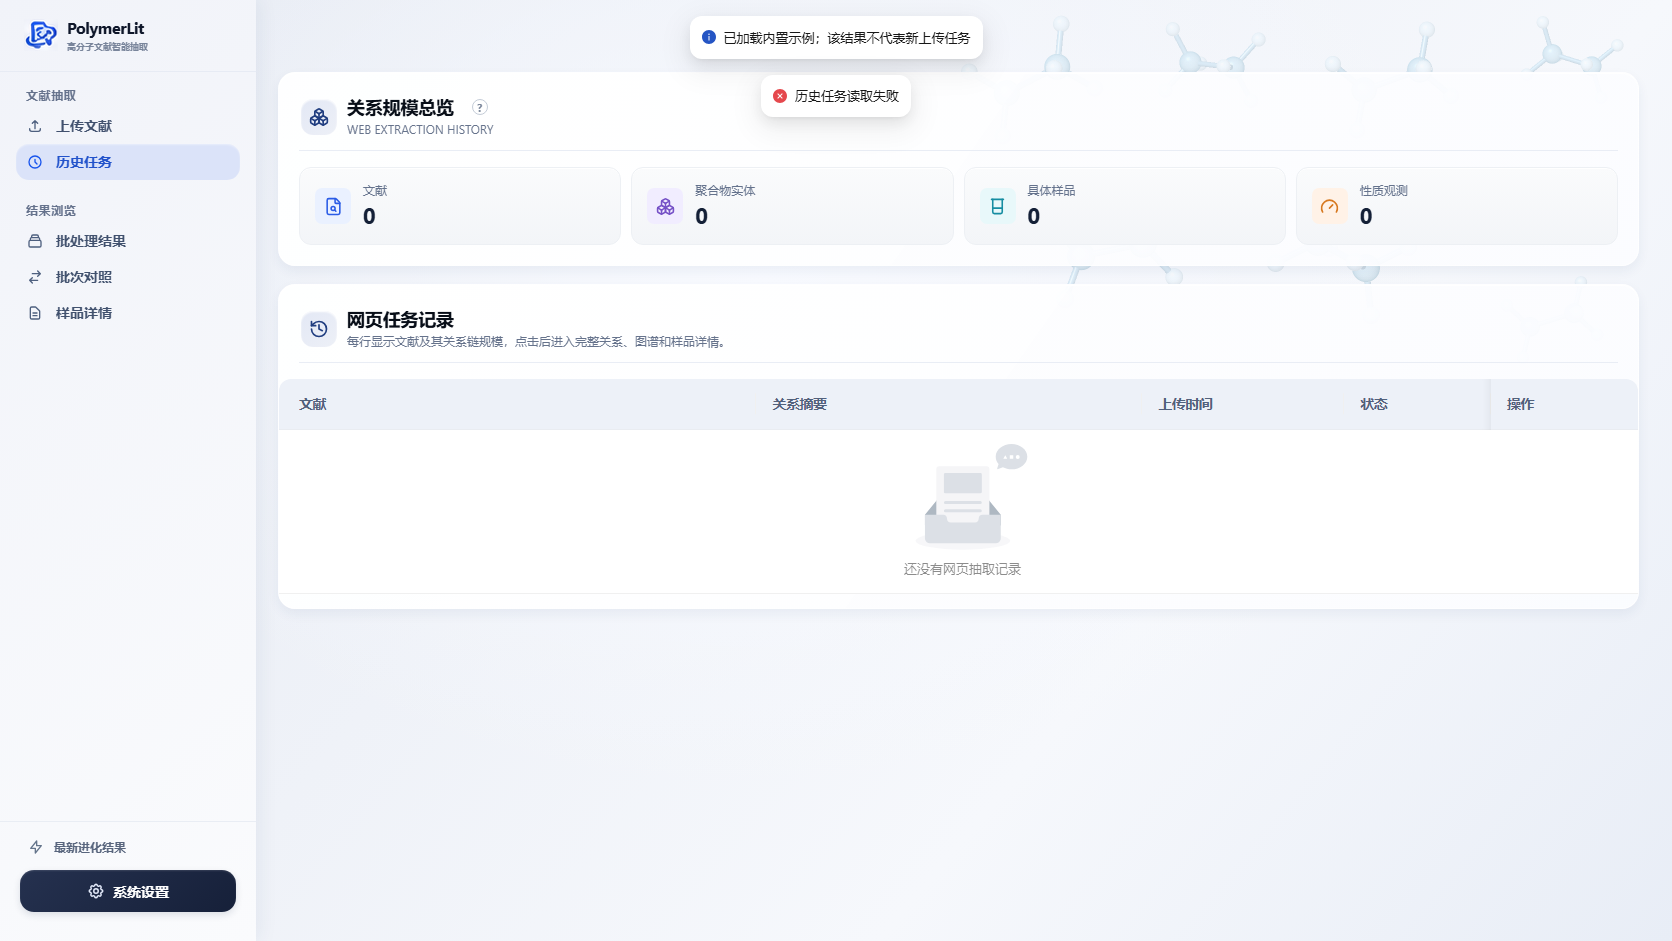 PolymerLit
高分子文献智能抽取
文献抽取
上传文献
历史任务
结果浏览
批处理结果
批次对照
样品详情
最新进化结果
系统设置
已加载内置示例；该结果不代表新上传任务
历史任务读取失败
关系规模总览 ?
WEB EXTRACTION HISTORY
文献
0
聚合物实体
0
具体样品
0
性质观测
0
网页任务记录
每行显示文献及其关系链规模，点击后进入完整关系、图谱和样品详情。
文献 关系摘要 上传时间 状态 操作
还没有网页抽取记录